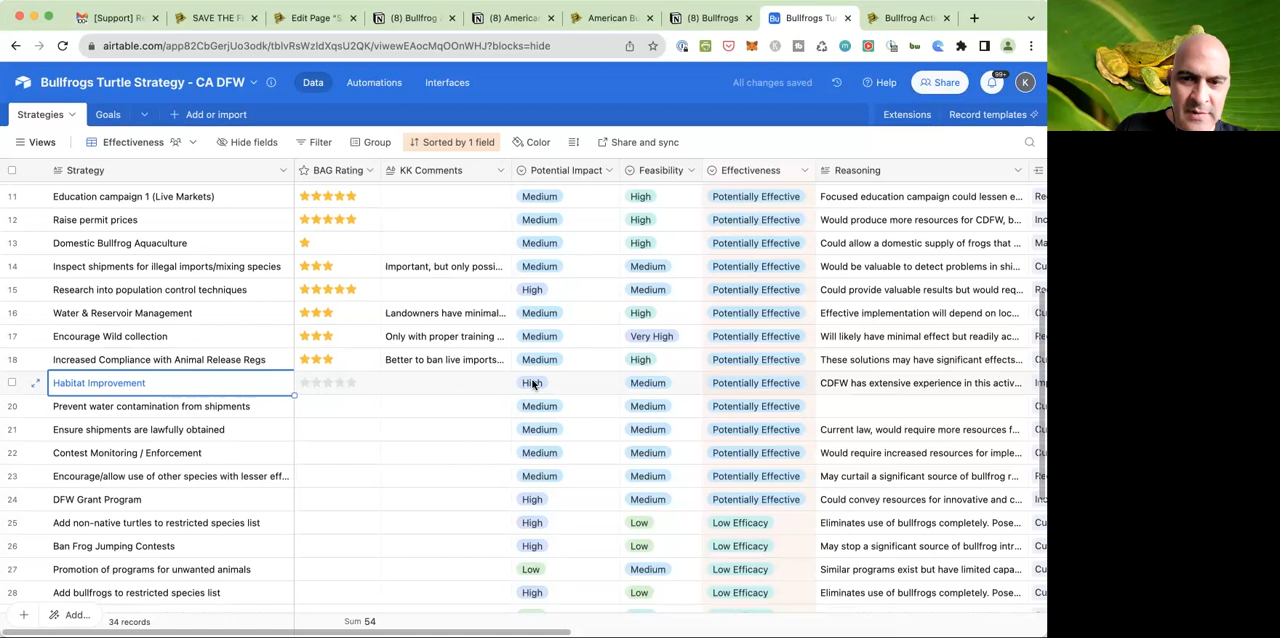 [Support] R
SAVE THE F
Edit Page "S
(8) Bullfrog A
(8) American
American Bu
(8) Bullfrogs
Bullfrogs Tu
Bullfrog Act
airtable.com/app82CbGerjUo3odk/
Bullfrogs Turtle Strategy - CA DFW
Data
Automations
Interfaces
All changes saved
Help
Share
99+
K
Strategies
Goals
Add or import
Extensions
Record templates
Views
Effectiveness
Hide fields
Filter
Group
Sorted by 1 field
Color
Share and sync
Strategy
BAG Rating
KK Comments
Potential Impact
Feasibility
Effectiveness
Reasoning
11 Education campaign 1 (Live Markets) Medium High Potentially Effective Focused education campaign could lessen e... Re
12 Raise permit prices Medium High Potentially Effective Would produce more resources for CDFW, b... Inc
13 Domestic Bullfrog Aquaculture Medium High Potentially Effective Could allow a domestic supply of frogs that ... Ma
14 Inspect shipments for illegal imports/mixing species Important, but only possi... Medium Medium Potentially Effective Would be valuable to detect problems in shi... Cu
15 Research into population control techniques High Medium Potentially Effective Could provide valuable results but would req... Re
16 Water & Reservoir Management Landowners have minimal... Medium High Potentially Effective Effective implementation will depend on loc... Cu
17 Encourage Wild collection Only with proper training ... Medium Very High Potentially Effective Will likely have minimal effect but readily ac... Re
18 Increased Compliance with Animal Release Regs Better to ban live imports... Medium High Potentially Effective These solutions may have significant effects... Cu
Habitat Improvement High Medium Potentially Effective CDFW has extensive experience in this activ... Im
20 Prevent water contamination from shipments Medium Medium Potentially Effective Cu
21 Ensure shipments are lawfully obtained Medium Medium Potentially Effective Current law, would require more resources f... Cu
22 Contest Monitoring / Enforcement Medium Medium Potentially Effective Would require increased resources for imple... Cu
23 Encourage/allow use of other species with lesser eff... Medium Medium Potentially Effective May curtail a significant source of bullfrog r... Re
24 DFW Grant Program High Medium Potentially Effective Could convey resources for innovative and c... Inc
25 Add non-native turtles to restricted species list High Low Low Efficacy Eliminates use of bullfrogs completely. Pose... Cu
26 Ban Frog Jumping Contests High Low Low Efficacy May stop a significant source of bullfrog intr... Cu
27 Promotion of programs for unwanted animals Low Medium Low Efficacy Similar programs exist but have limited capa... Cu
28 Add bullfrogs to restricted species list High Low Low Efficacy Eliminates use of bullfrogs completely. Pose... Cu
Add...
34 records
Sum 54